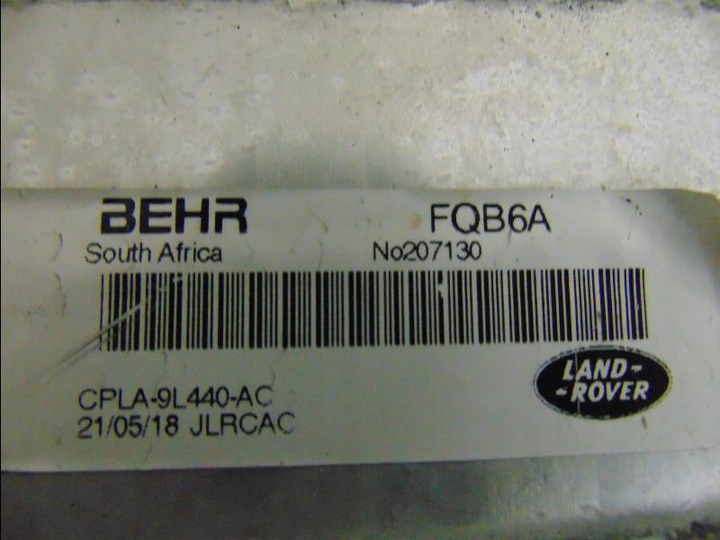 BEHR FQB6A
South Africa No207130
CPLA-9L440-AC
21/05/18 JLRCAC
LAND-
-ROVER